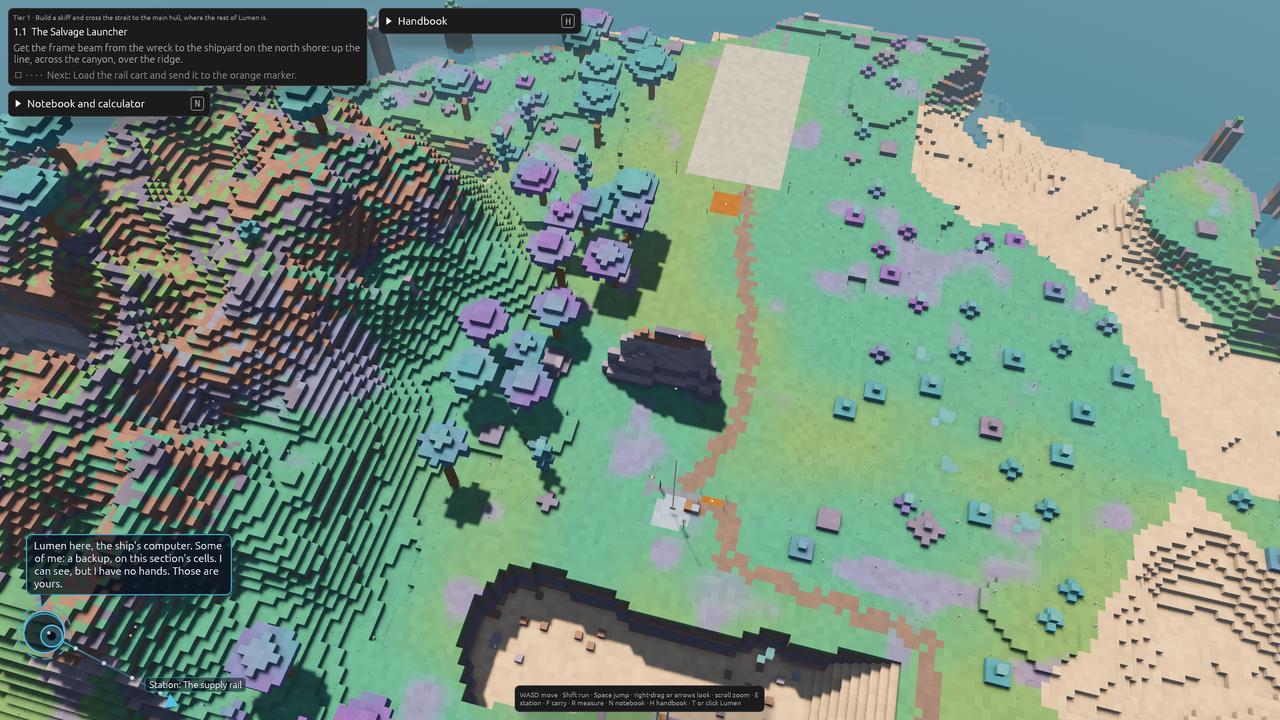 Tier 1 · Build a skiff and cross the strait to the main hull, where the rest of Lumen is.
1.1 The Salvage Launcher
Get the frame beam from the wreck to the shipyard on the north shore: up the
line, across the canyon, over the ridge.
Next: Load the rail cart and send it to the orange marker.
Handbook H
Notebook and calculator N
Lumen here, the ship's computer. Some
of me: a backup, on this section's cells. I
can see, but I have no hands. Those are
yours.
Station: The supply rail
WASD move · Shift run · Space jump · right-drag or arrows look · scroll zoom · E
station · F carry · R measure · N notebook · H handbook · T or click Lumen